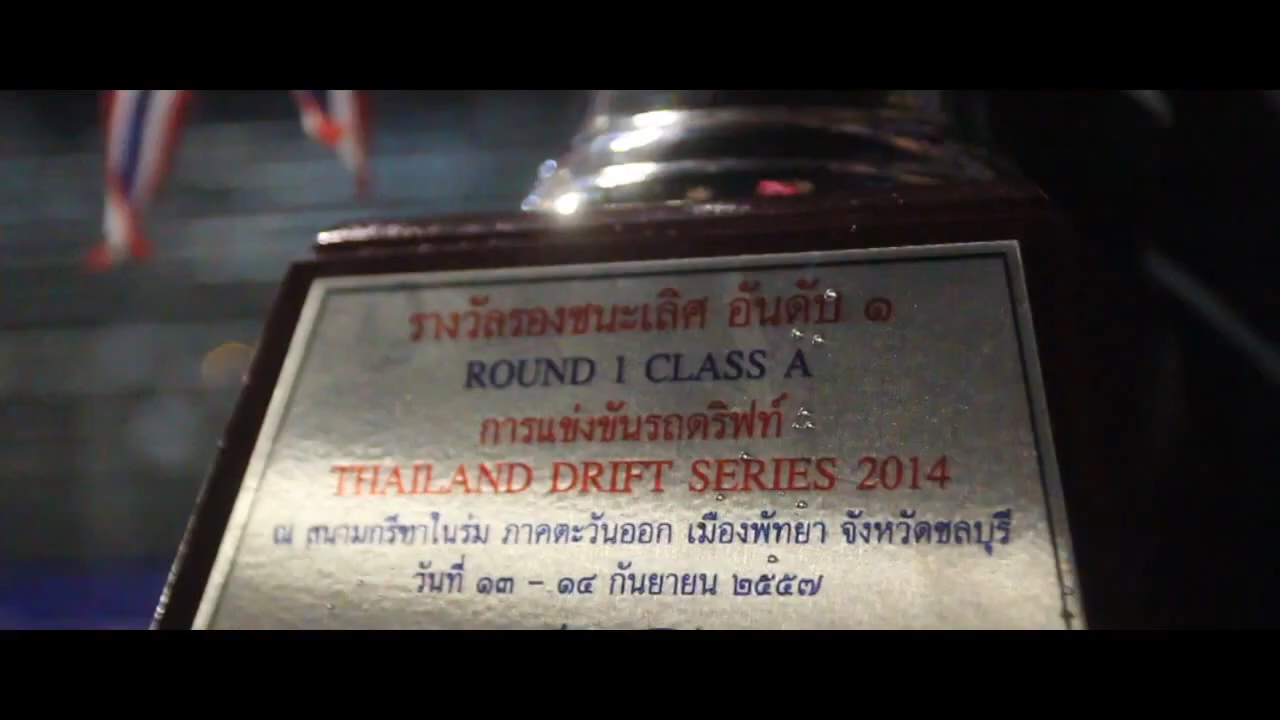 รางวัลรองชนะเลิศ อันดับ ๑
ROUND 1 CLASS A
การแข่งขันรถดริฟท์
THAILAND DRIFT SERIES 2014
ณ สนามกรีฑาในร่ม ภาคตะวันออก เมืองพัทยา จังหวัดชลบุรี
วันที่ ๑๓ - ๑๔ กันยายน ๒๕๕๗